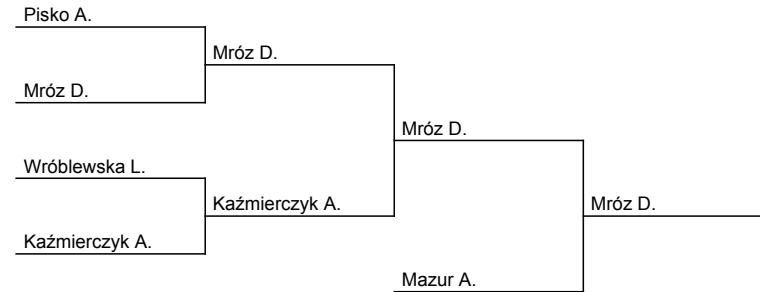 Pisko A.
Mróz D.
Mróz D.
Mróz D.
Wróblewska L.
Kaźmierczyk A.
Mróz D.
Kaźmierczyk A.
Mazur A.